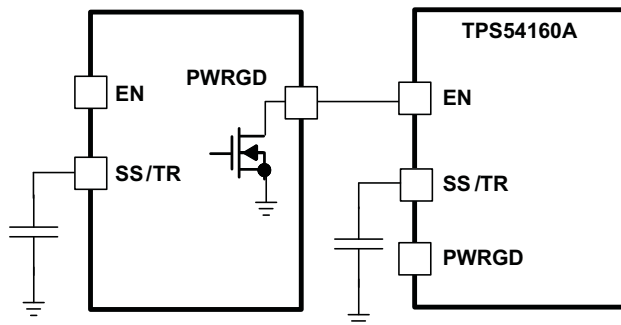 TPS54160A
PWRGD
EN
EN
SS/TR
SS/TR
PWRGD